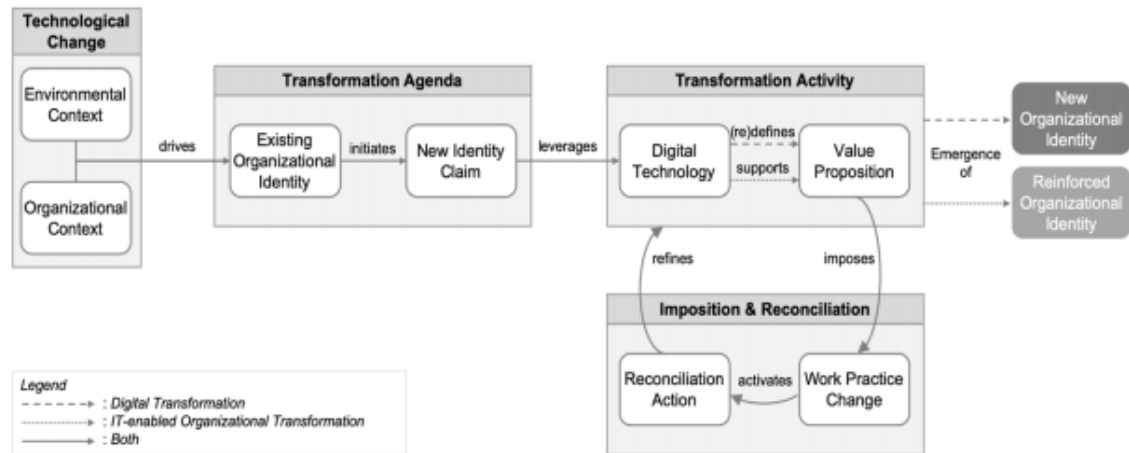 Technological
Change
Environmental
Context
Organizational
Context
drives
Transformation Agenda
Existing
Organizational
Identity
initiates
New Identity
Claim
leverages
Transformation Activity
Digital
Technology
(re)defines
supports
Value
Proposition
Emergence
of
New
Organizational
Identity
Reinforced
Organizational
Identity
refines
imposes
Imposition & Reconciliation
Reconciliation
Action
activates
Work Practice
Change
Legend
: Digital Transformation
: IT-enabled Organizational Transformation
: Both